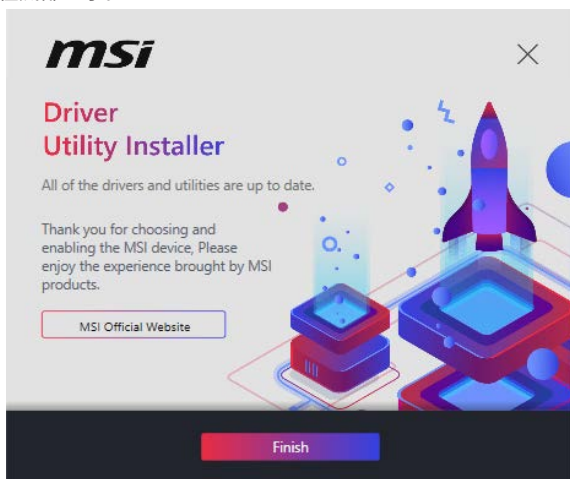 msi
Driver
Utility Installer
All of the drivers and utilities are up to date.
Thank you for choosing and
enabling the MSI device, Please
enjoy the experience brought by MSI
products.
MSI Official Website
Finish